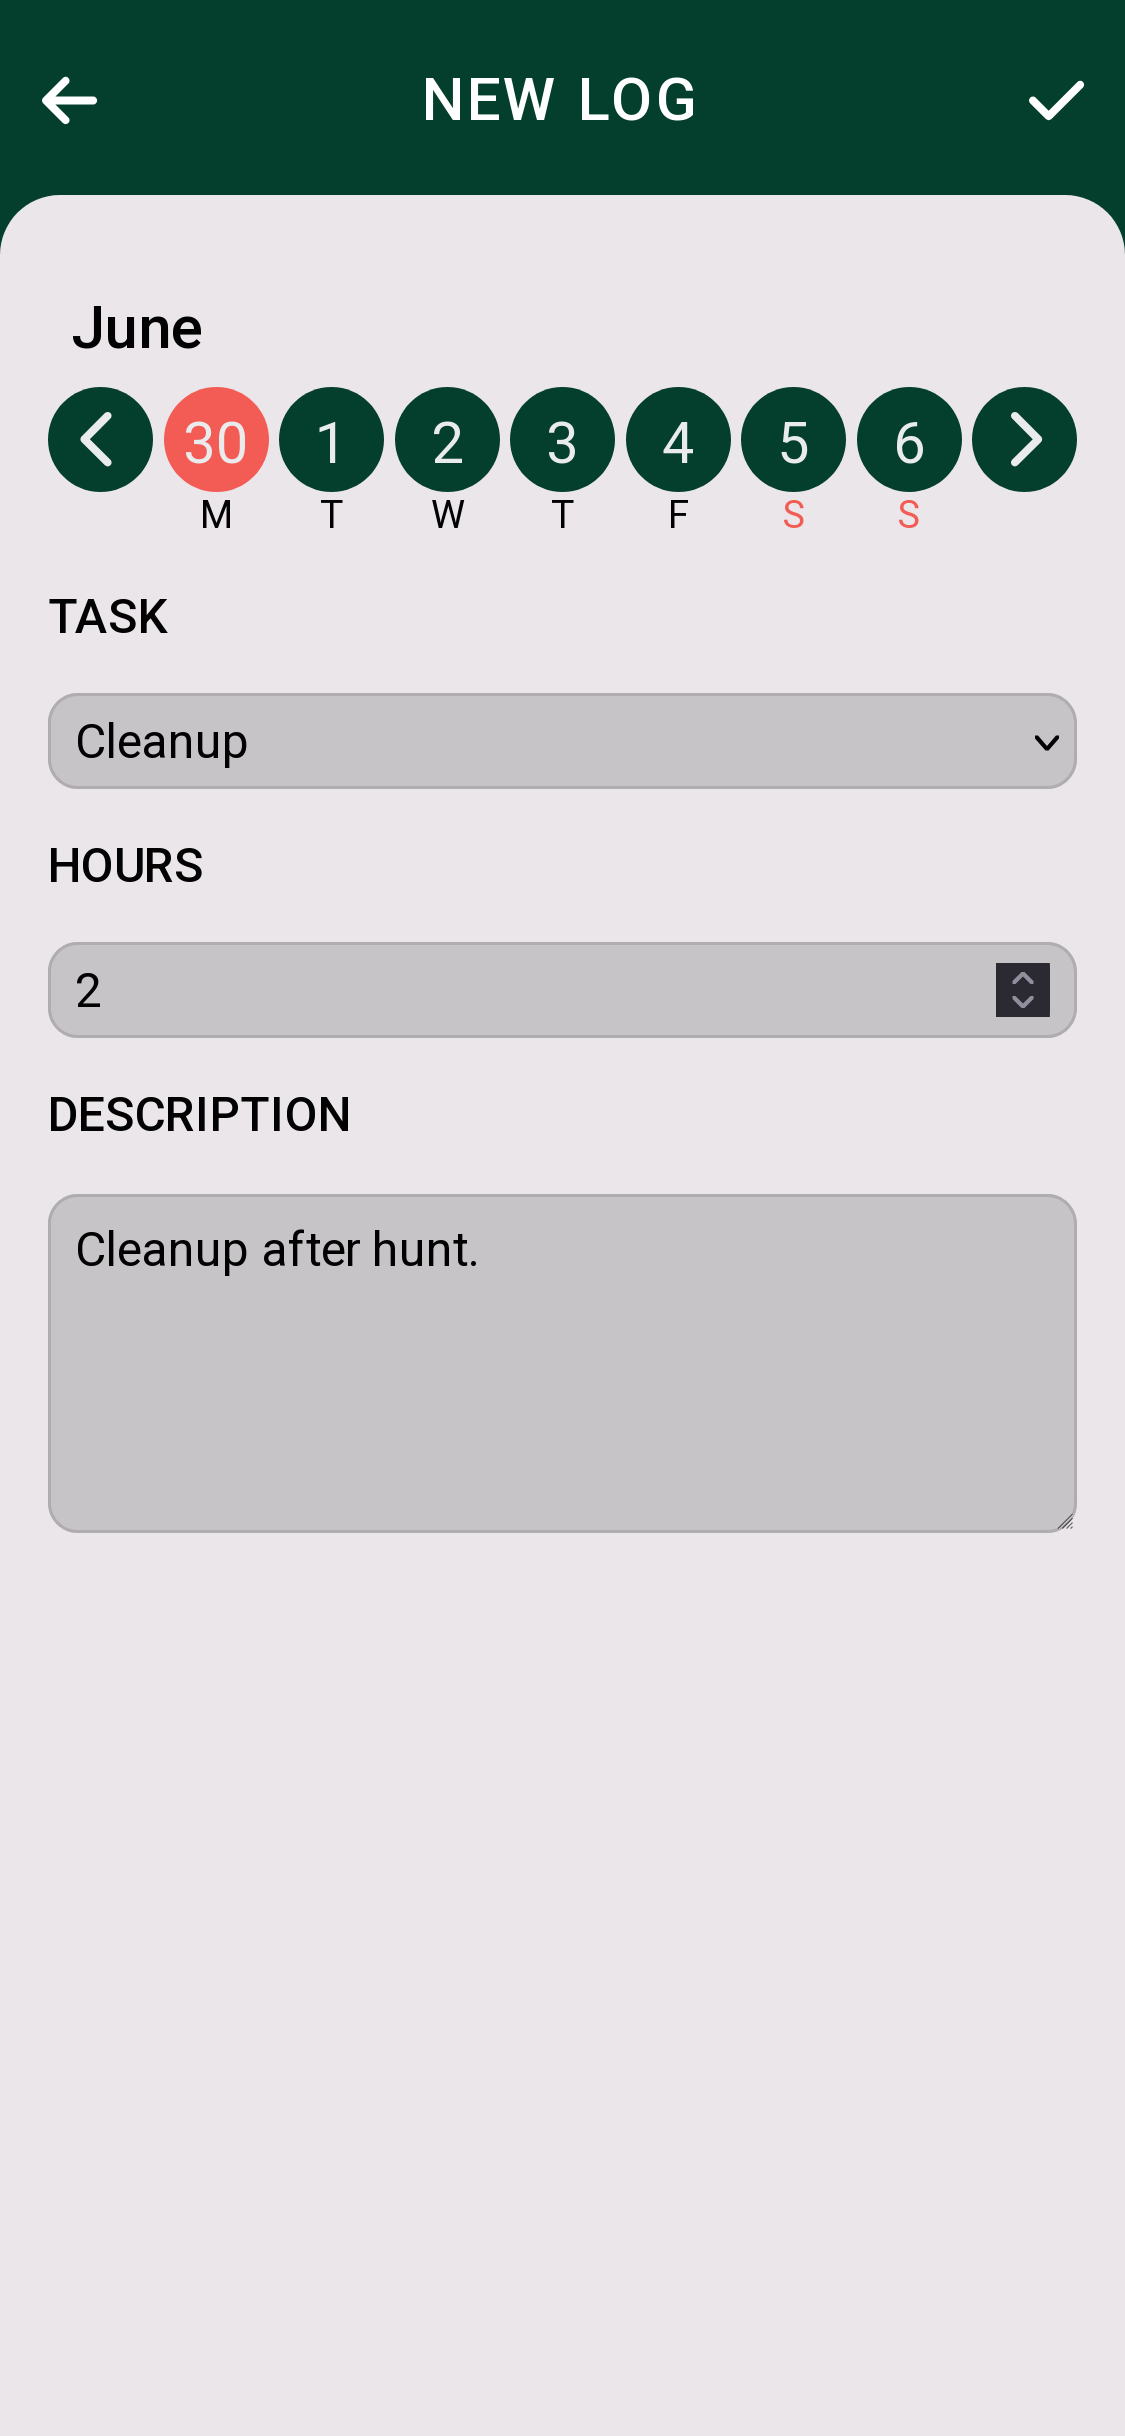 NEW LOG
June
30 1 2 3 4 5 6
M T W T F S S
TASK
Cleanup
HOURS
2
DESCRIPTION
Cleanup after hunt.